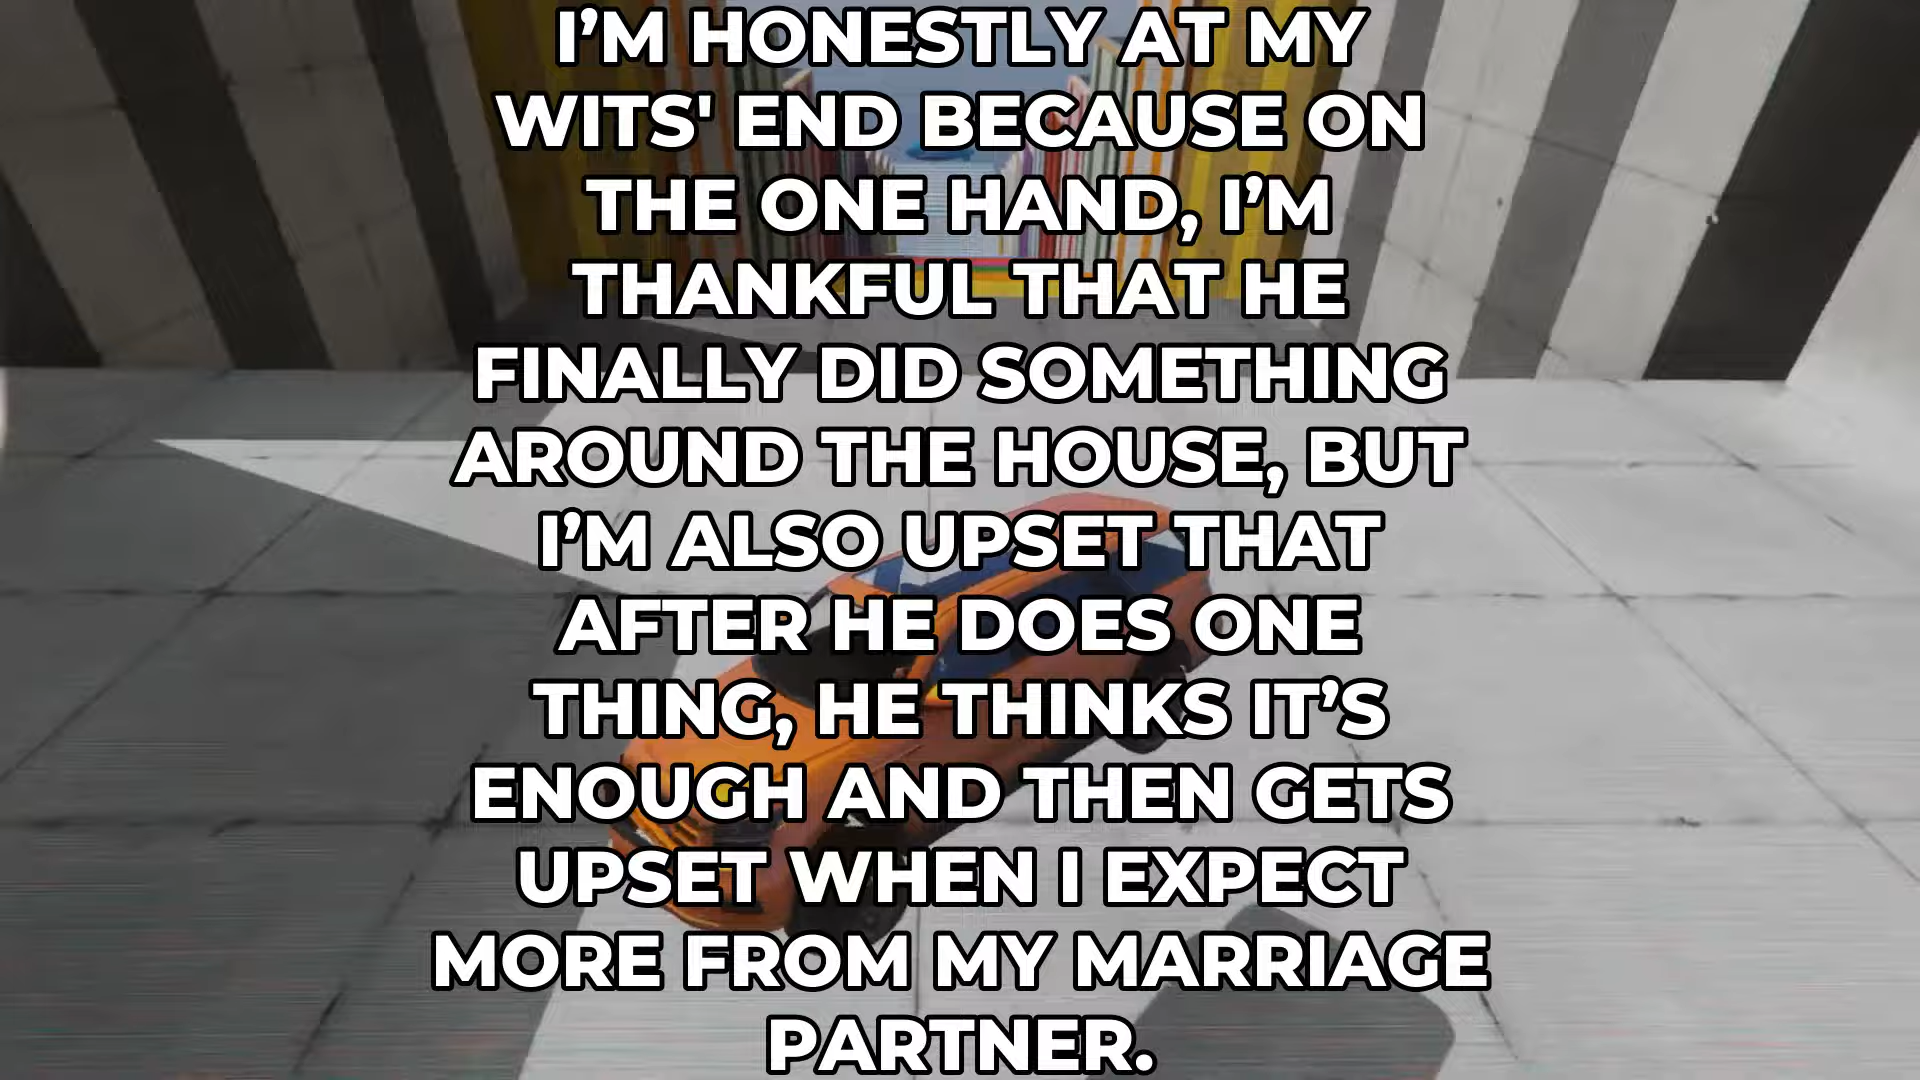 I’M HONESTLY AT MY
WITS' END BECAUSE ON
THE ONE HAND, I’M
THANKFUL THAT HE
FINALLY DID SOMETHING
AROUND THE HOUSE, BUT
I’M ALSO UPSET THAT
AFTER HE DOES ONE
THING, HE THINKS IT’S
ENOUGH AND THEN GETS
UPSET WHEN I EXPECT
MORE FROM MY MARRIAGE
PARTNER.